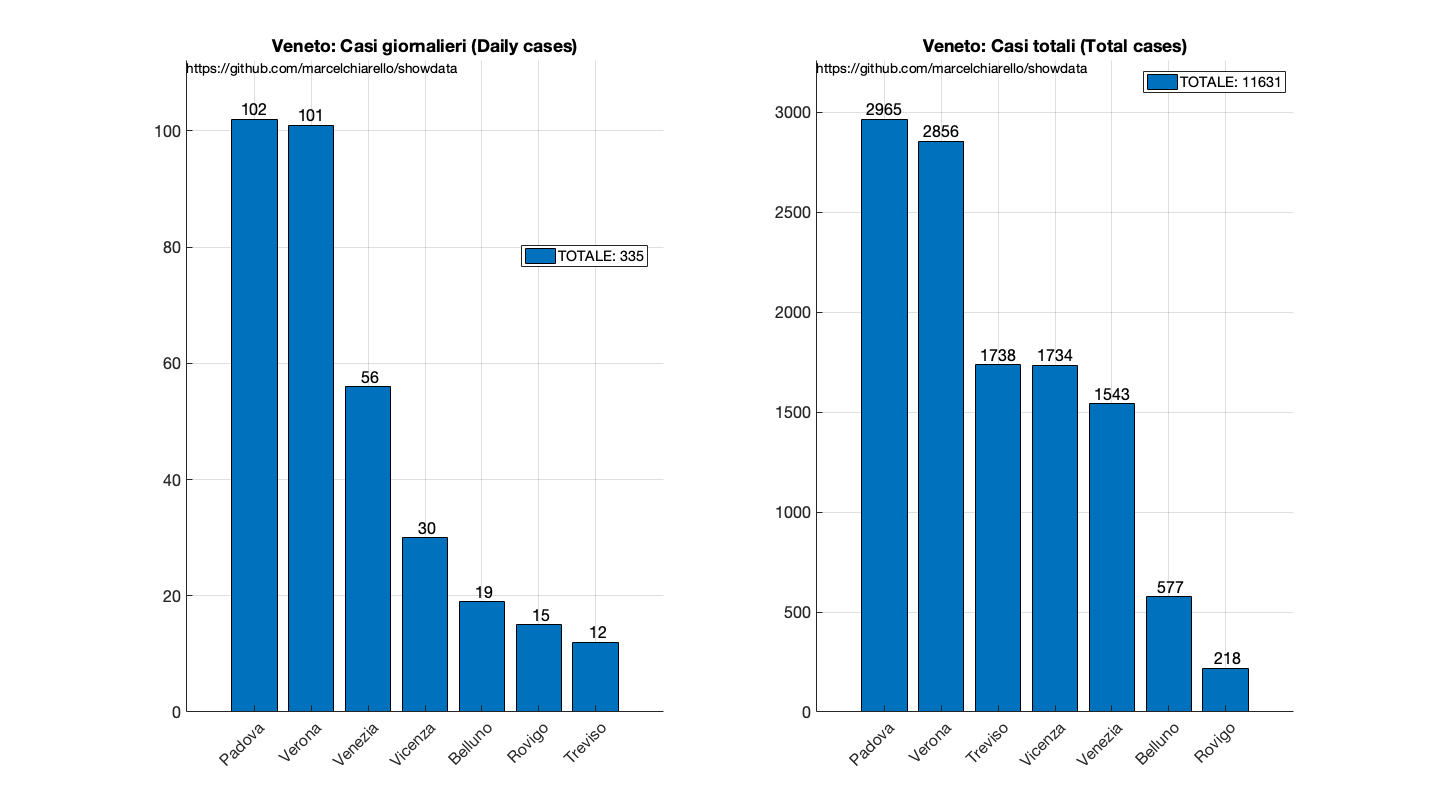 Veneto: Casi giornalieri (Daily cases)
https://github.com/marcelchiarello/showdata
TOTALE: 335
102
101
56
30
19
15
12
100
80
60
40
20
0
Padova
Verona
Venezia
Vicenza
Belluno
Rovigo
Treviso
Veneto: Casi totali (Total cases)
https://github.com/marcelchiarello/showdata
TOTALE: 11631
2965
2856
1738
1734
1543
577
218
3000
2500
2000
1500
1000
500
0
Padova
Verona
Treviso
Vicenza
Venezia
Belluno
Rovigo